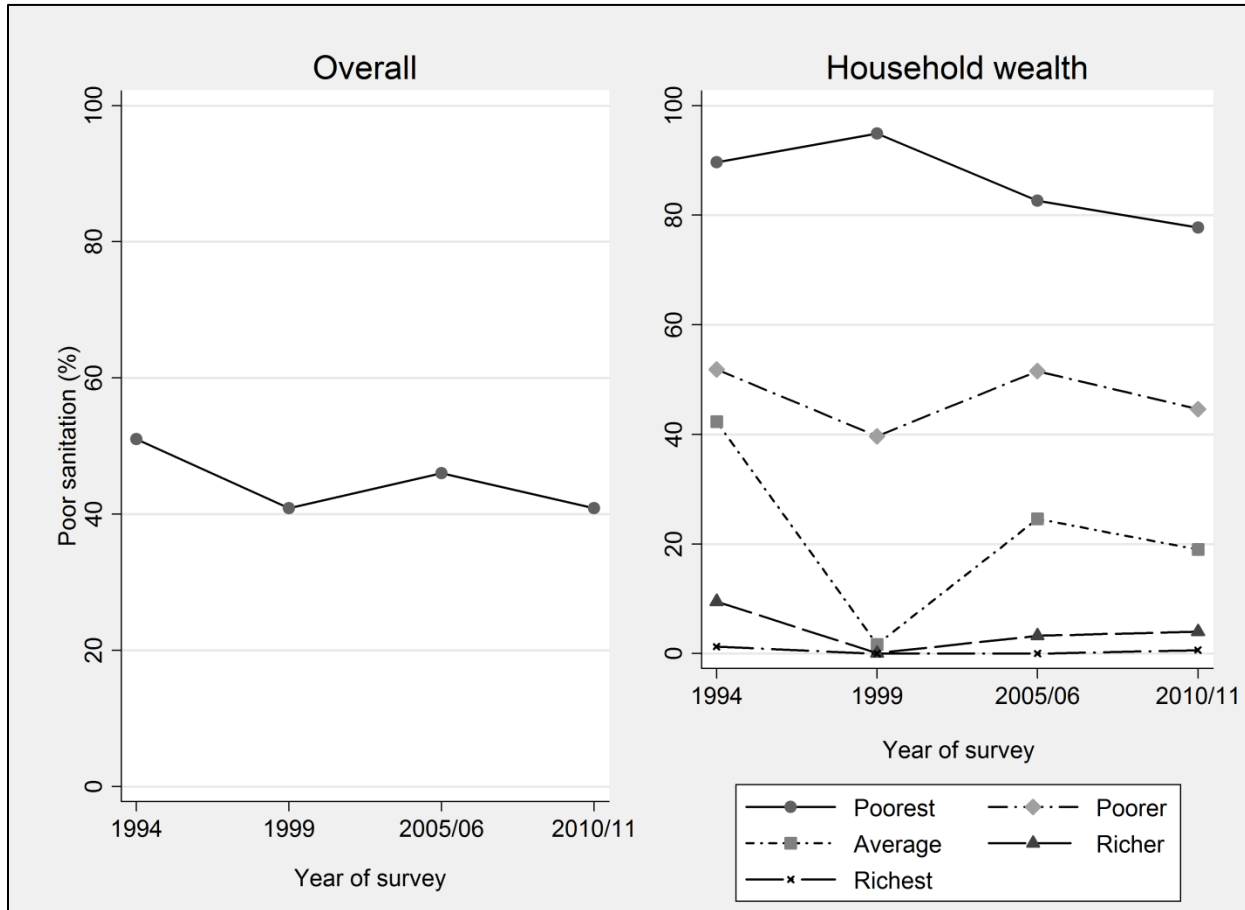 Overall
Poor sanitation (%)
100
80
60
40
20
0
1994 1999 2005/06 2010/11
Year of survey
Household wealth
100
80
60
40
20
0
1994 1999 2005/06 2010/11
Year of survey
Poorest Poorer
Average Richer
Richest